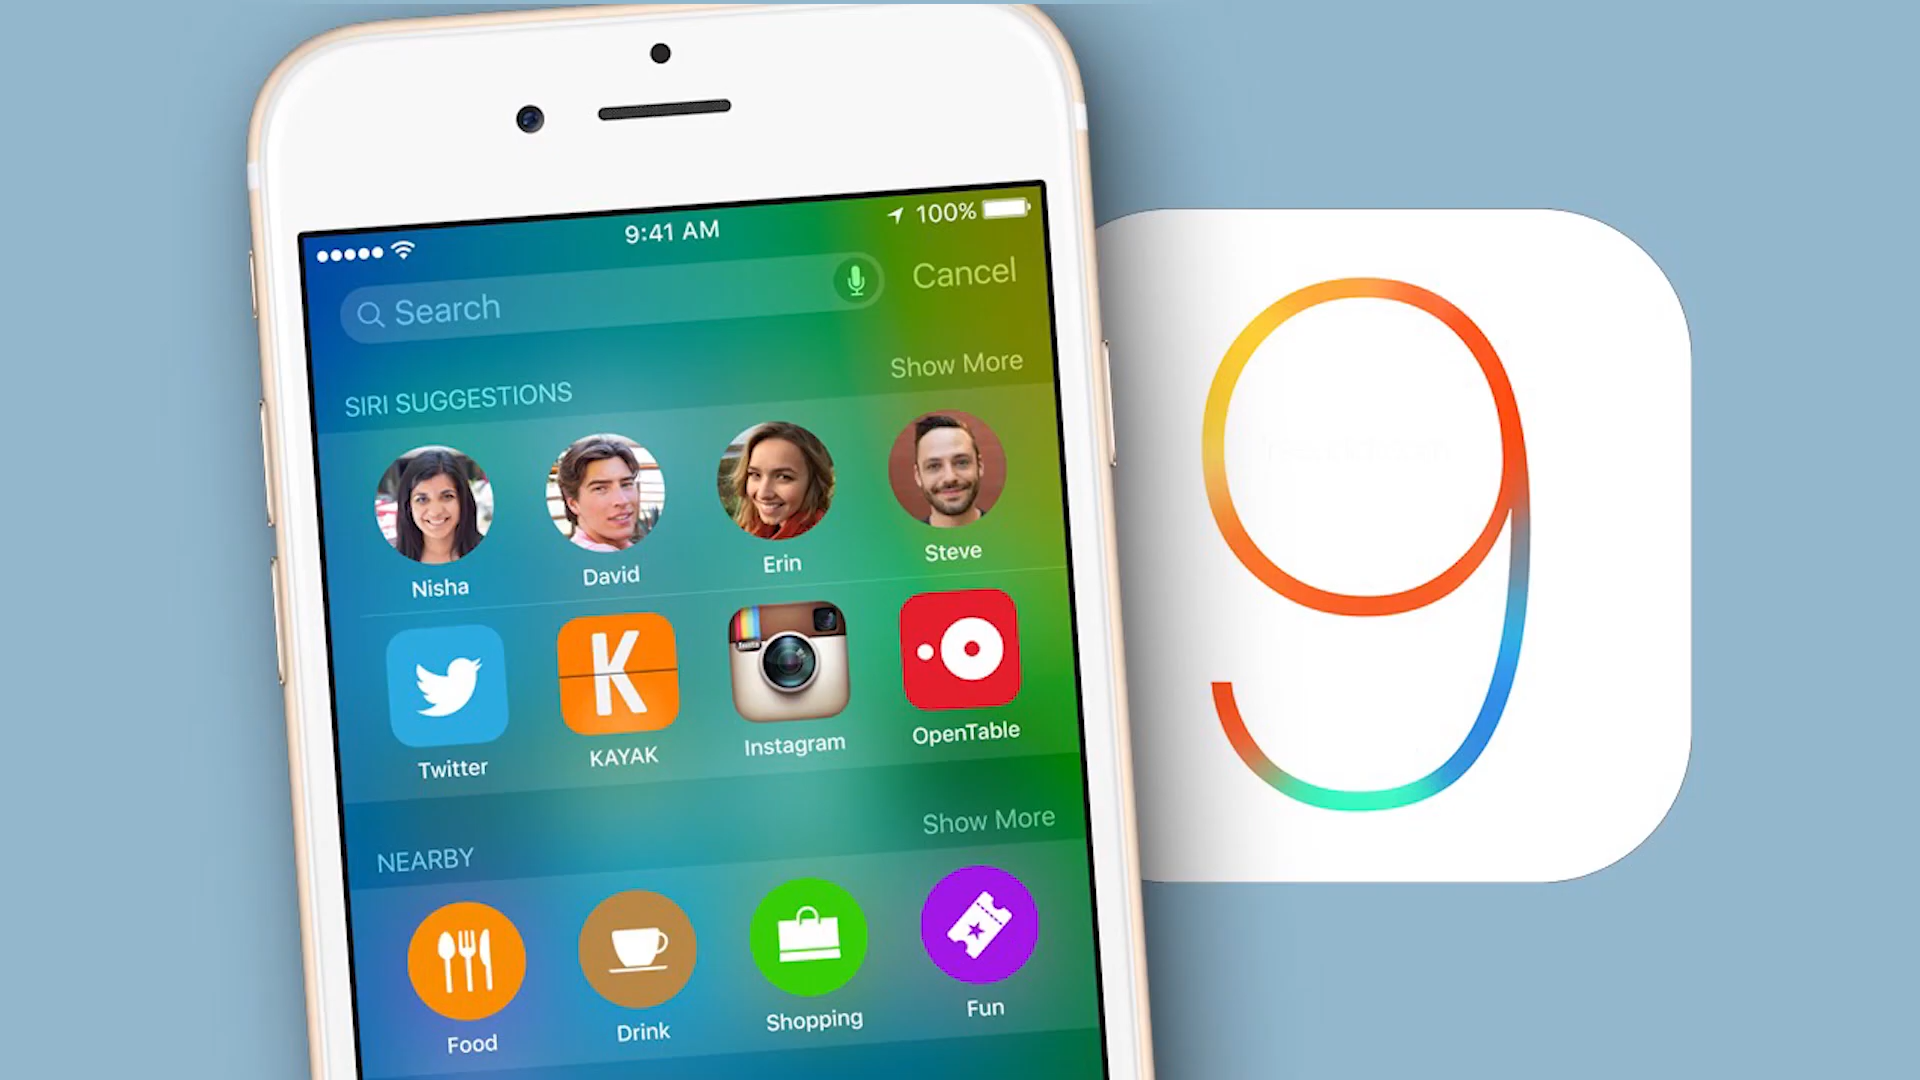 9:41 AM
100%
Search
Cancel
SIRI SUGGESTIONS
Show More
Nisha
David
Erin
Steve
K
Twitter
KAYAK
Instagram
OpenTable
NEARBY
Show More
Food
Drink
Shopping
Fun
9